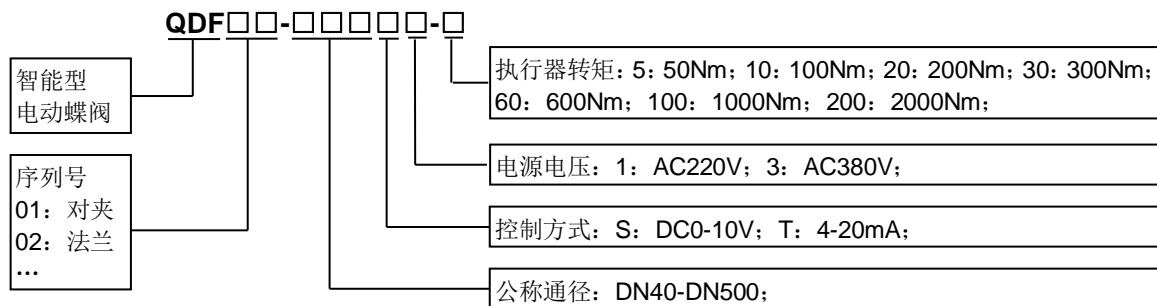 QDF□□-□□□□□-□
智能型
电动蝶阀
序列号
01：对夹
02：法兰
…
执行器转矩：5：50Nm；10：100Nm；20：200Nm；30：300Nm；
60：600Nm；100：1000Nm；200：2000Nm；
电源电压：1：AC220V；3：AC380V；
控制方式：S：DC0-10V；T：4-20mA；
公称通径：DN40-DN500；